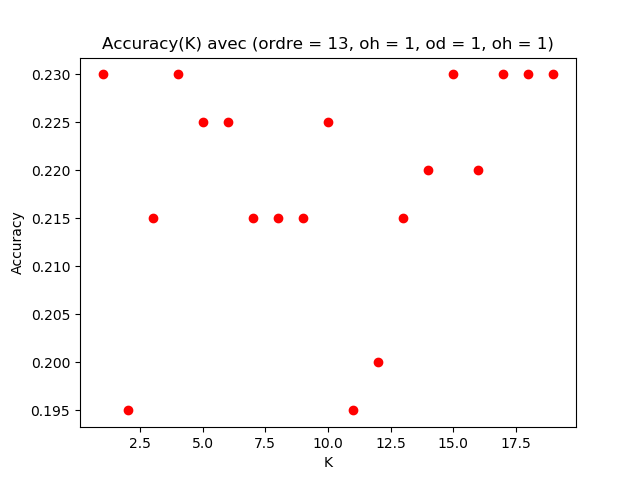 Accuracy(K) avec (ordre = 13, oh = 1, od = 1, oh = 1)
0.230
0.225
0.220
0.215
0.210
0.205
0.200
0.195
Accuracy
2.5 5.0 7.5 10.0 12.5 15.0 17.5
K